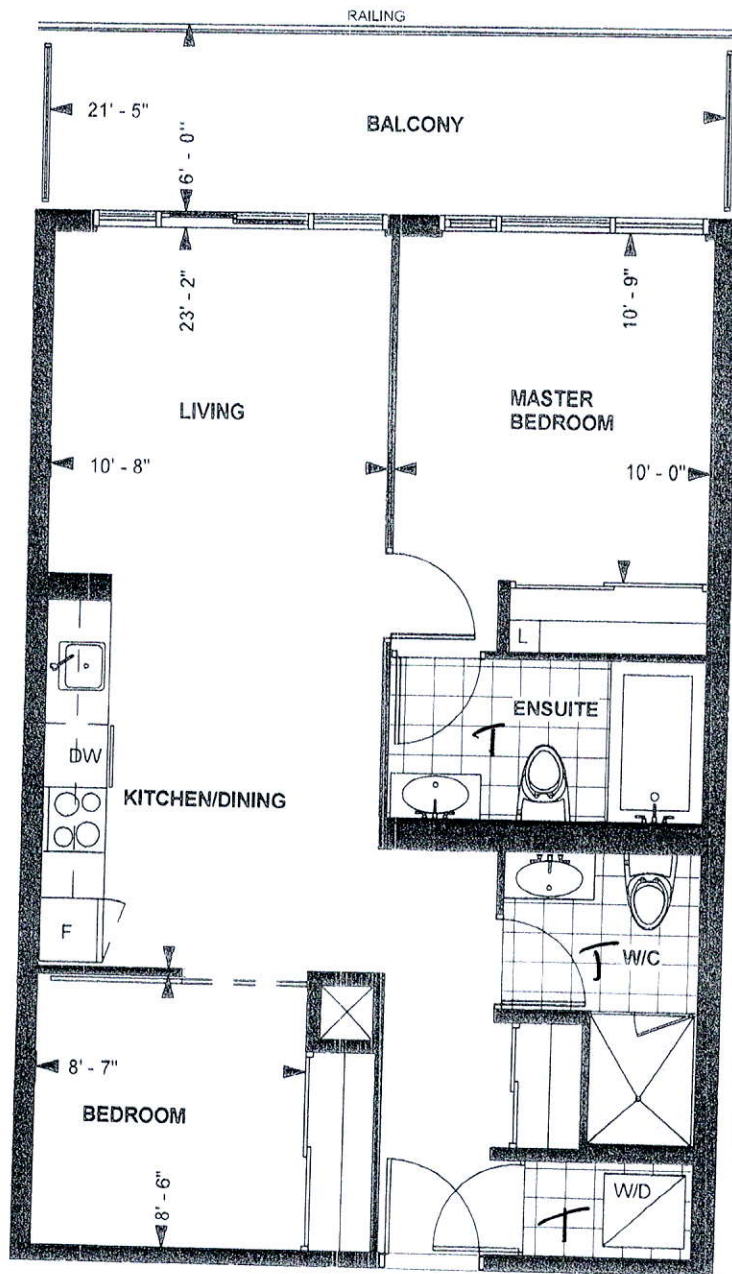 RAILING
21' - 5"
BALCONY
6' - 0"
23' - 2"
10' - 9"
LIVING
MASTER
BEDROOM
10' - 8"
10' - 0"
L
ENSUITE
T
DW
KITCHEN/DINING
F
W/C
T
8' - 7"
BEDROOM
8' - 6"
W/D
T